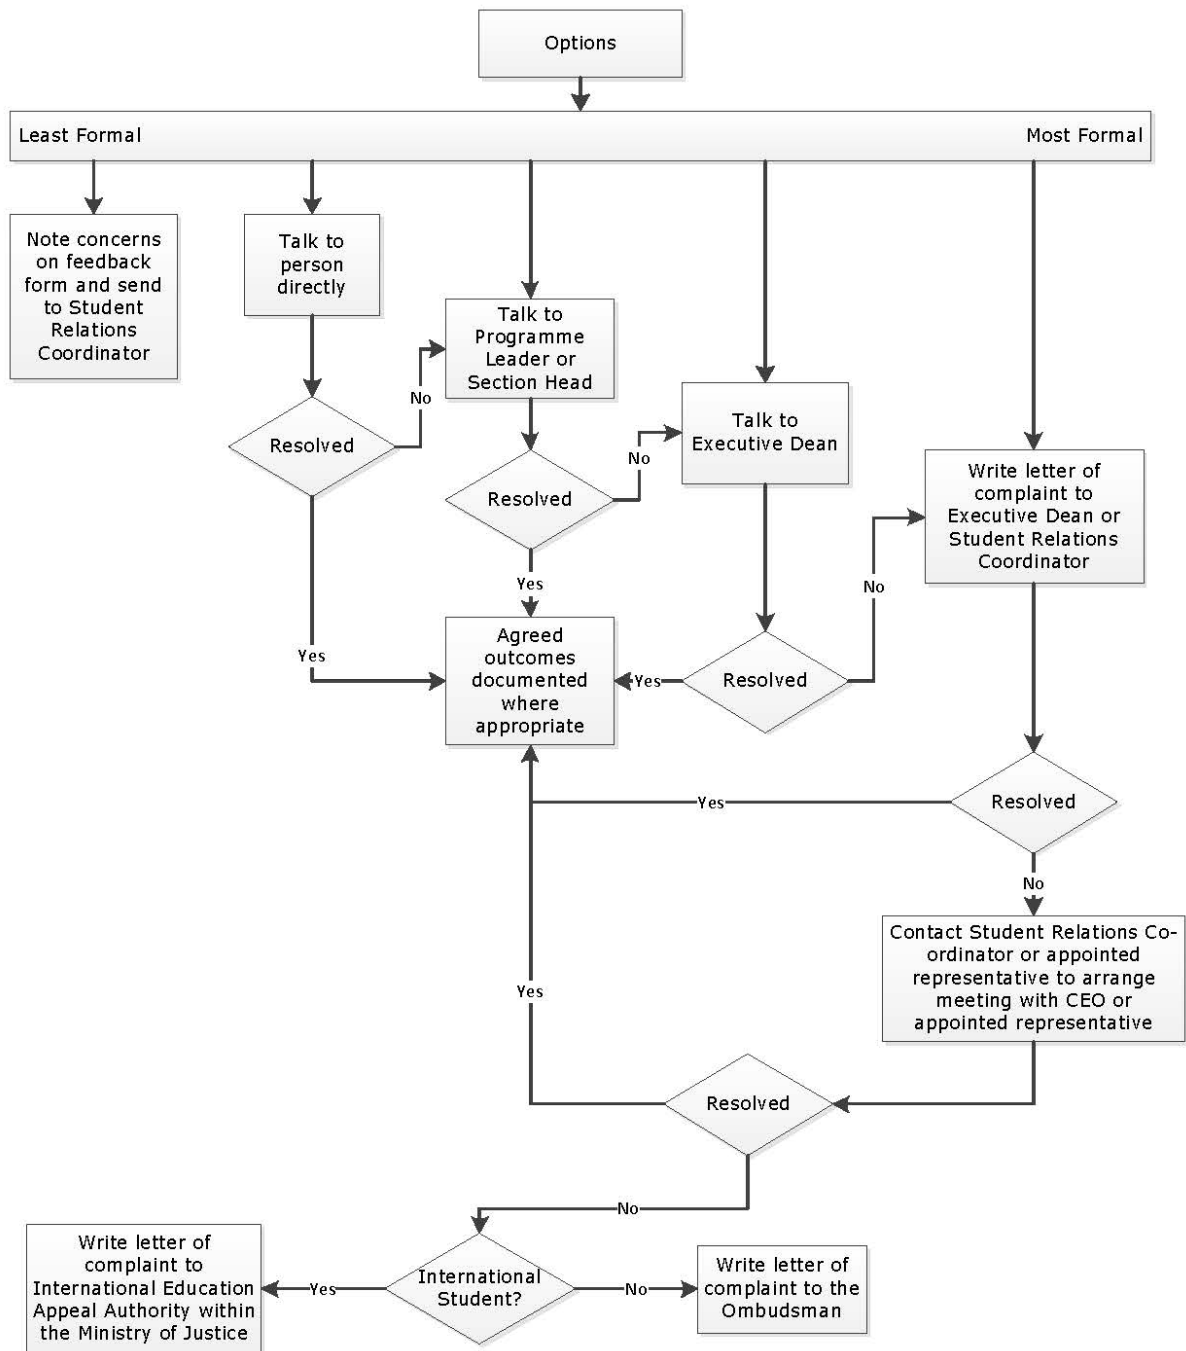 Options
Least Formal
Most Formal
Note concerns
on feedback
form and send
to Student
Relations
Coordinator
Talk to
person
directly
Talk to
Programme
Leader or
Section Head
No
Talk to
Executive Dean
Resolved
No
Write letter of
complaint to
Executive Dean or
Student Relations
Coordinator
Resolved
Yes
No
Agreed
outcomes
documented
where
appropriate
Yes
Yes
Resolved
Yes
Resolved
No
Contact Student Relations Co-
ordinator or appointed
representative to arrange
meeting with CEO or
appointed representative
Yes
Resolved
No
Write letter of
complaint to
International Education
Appeal Authority within
the Ministry of Justice
Yes
International
Student?
No
Write letter of
complaint to the
Ombudsman